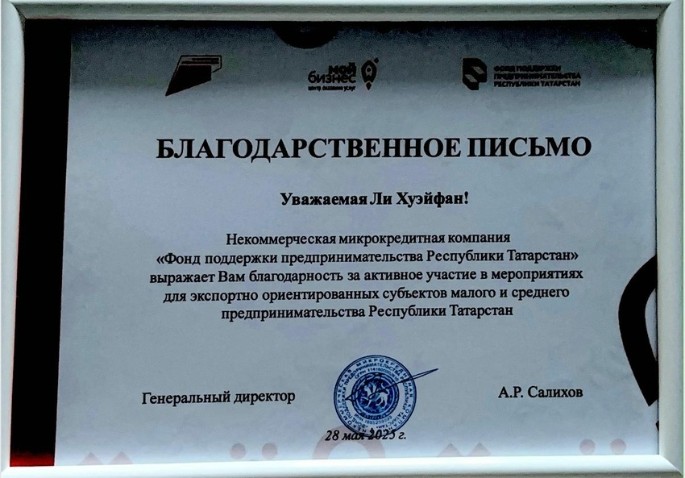 мой
бизнес
ФОНД ПОДДЕРЖКИ
ПРЕДПРИНИМАТЕЛЬСТВА
РЕСПУБЛИКИ ТАТАРСТАН
БЛАГОДАРСТВЕННОЕ ПИСЬМО
Уважаемая Ли Хуэйфан!
Некоммерческая микрокредитная компания
«Фонд поддержки предпринимательства Республики Татарстан»
выражает Вам благодарность за активное участие в мероприятиях
для экспортно ориентированных субъектов малого и среднего
предпринимательства Республики Татарстан
Генеральный директор
А.Р. Салихов
28 мая 2025 г.